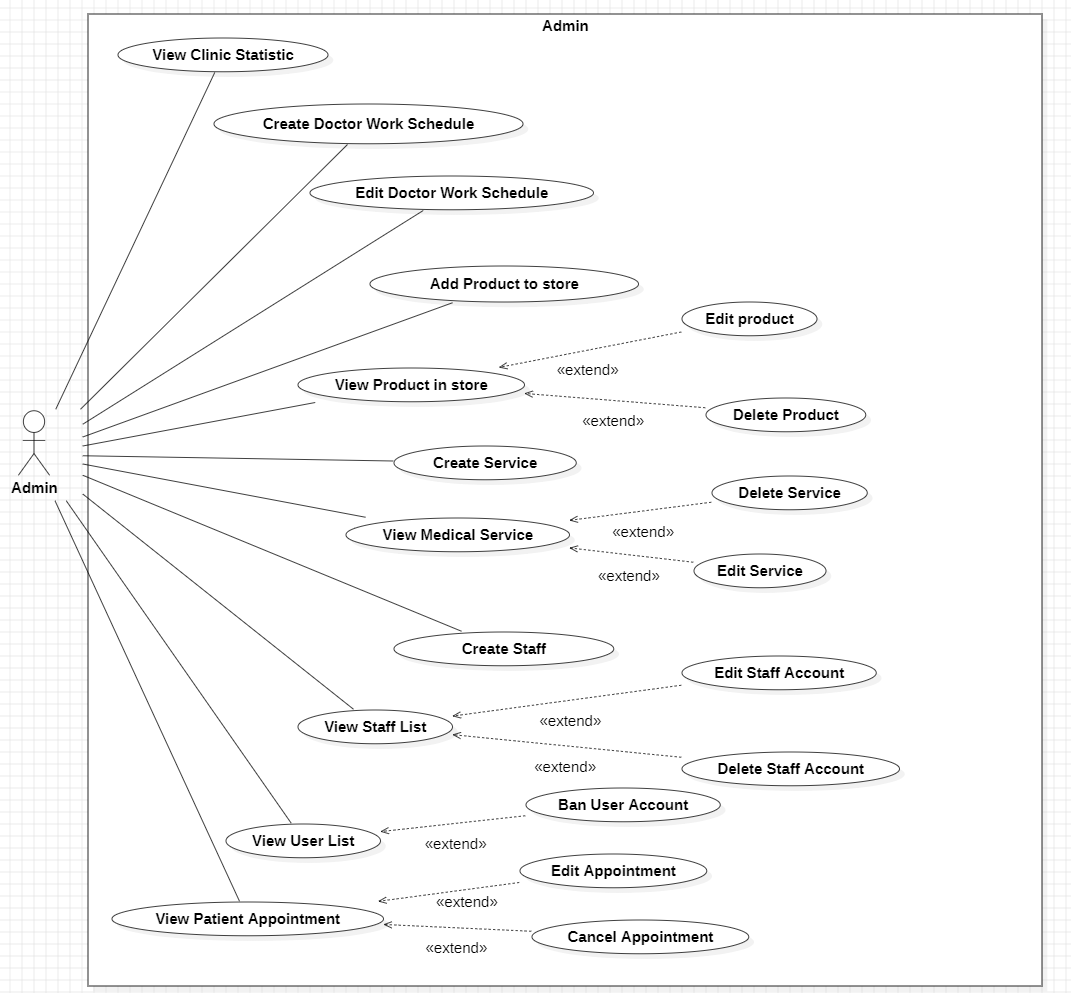 Admin
View Clinic Statistic
Create Doctor Work Schedule
Edit Doctor Work Schedule
Add Product to store
Edit product
«extend»
View Product in store
Delete Product
«extend»
Create Service
Admin
Delete Service
«extend»
View Medical Service
Edit Service
«extend»
Create Staff
Edit Staff Account
«extend»
View Staff List
«extend»
Delete Staff Account
Ban User Account
View User List
«extend»
Edit Appointment
«extend»
View Patient Appointment
Cancel Appointment
«extend»